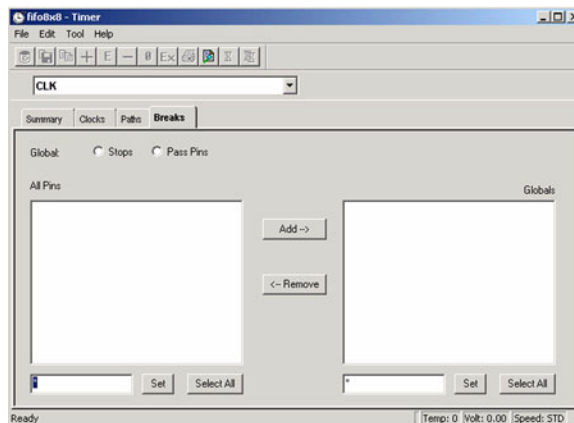 fifo8x8 - Timer
File Edit Tool Help
E Ex
CLK
Summary Clocks Paths Breaks
Global: Stops Pass Pins
All Pins Globals
Add -->
<-- Remove
* Set Select All * Set Select All
Ready Temp: 0 Volt: 0.00 Speed: STD